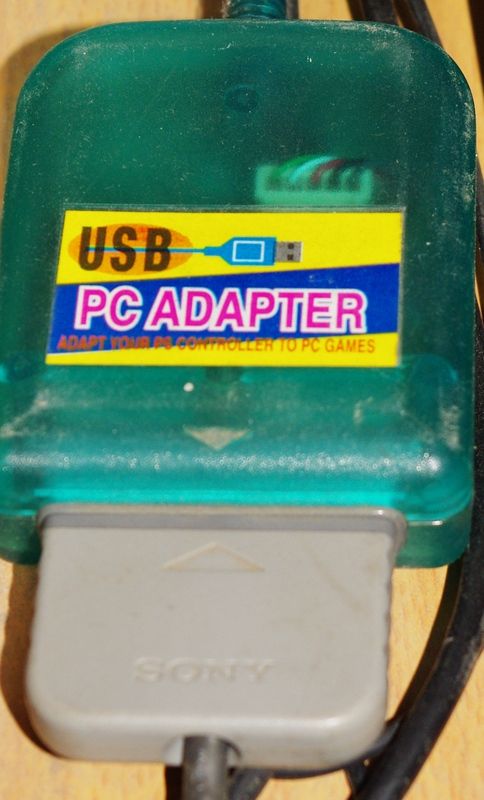 USB
PC ADAPTER
ADAPT YOUR PS CONTROLLER TO PC GAMES
SONY